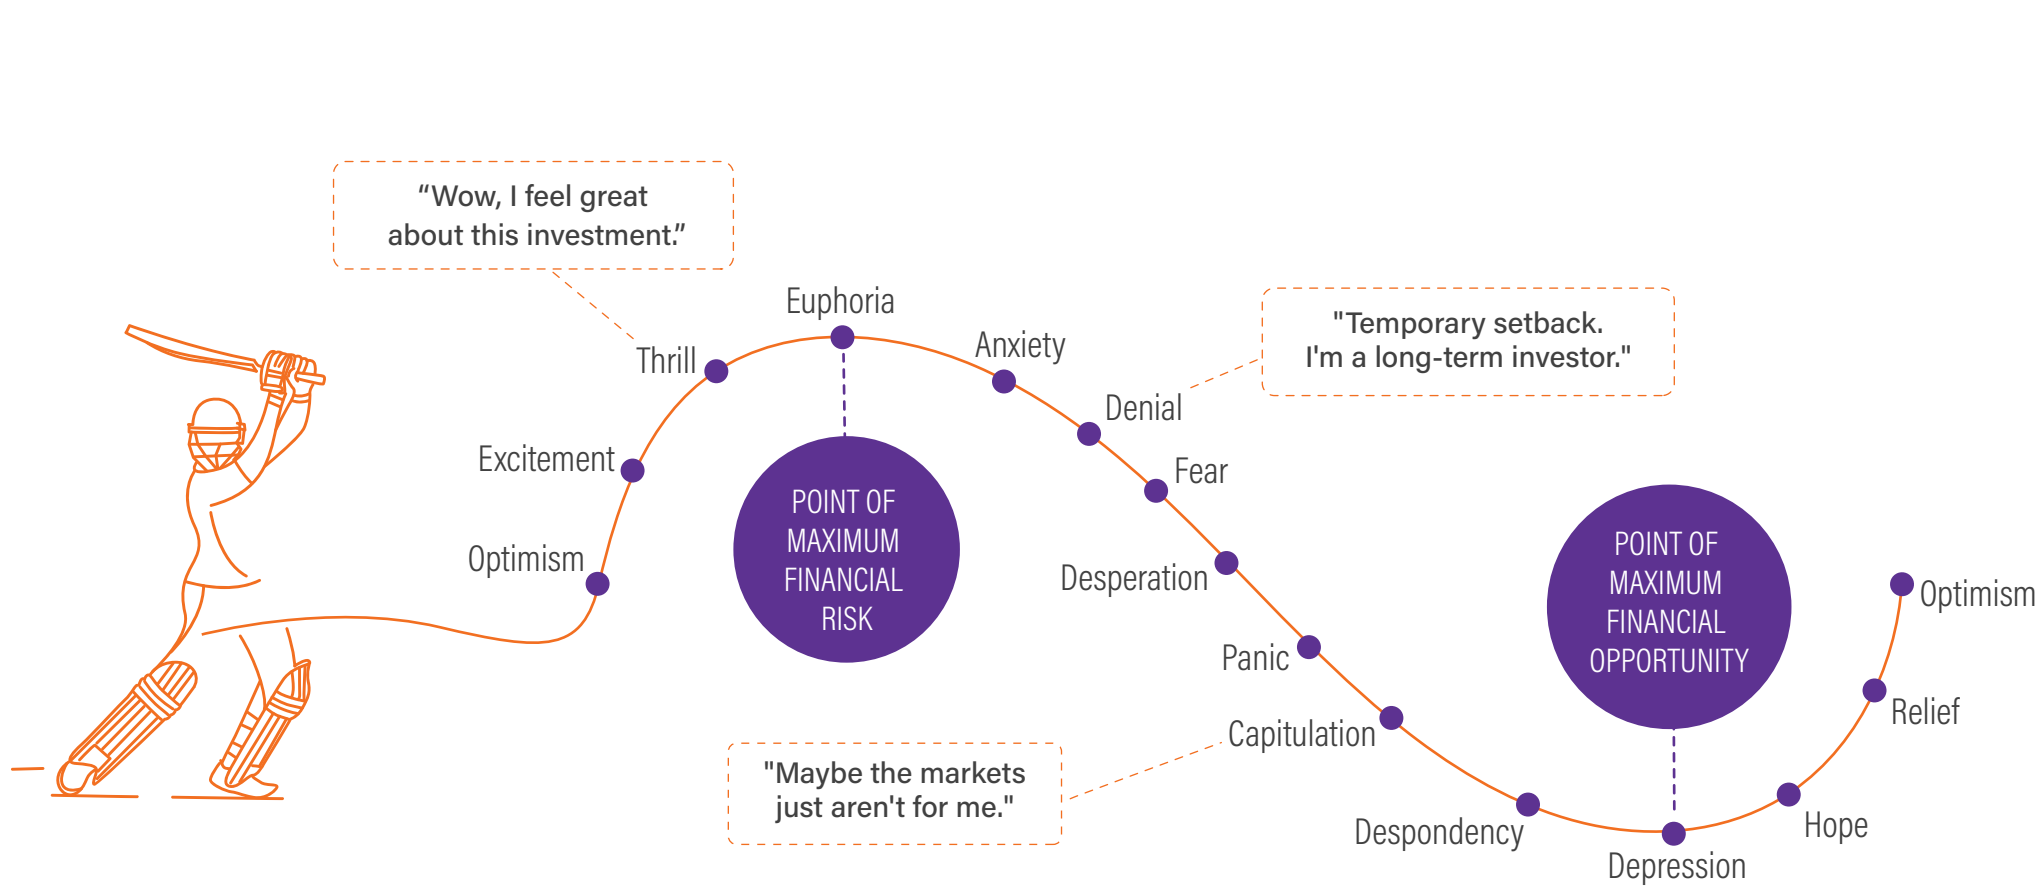 “Wow, I feel great
about this investment.”
Euphoria
Thrill
Anxiety
"Temporary setback.
I'm a long-term investor."
Denial
Excitement
Fear
POINT OF
MAXIMUM
FINANCIAL
RISK
Optimism
Desperation
POINT OF
MAXIMUM
FINANCIAL
OPPORTUNITY
Optimism
Panic
Relief
Capitulation
"Maybe the markets
just aren't for me."
Despondency
Hope
Depression